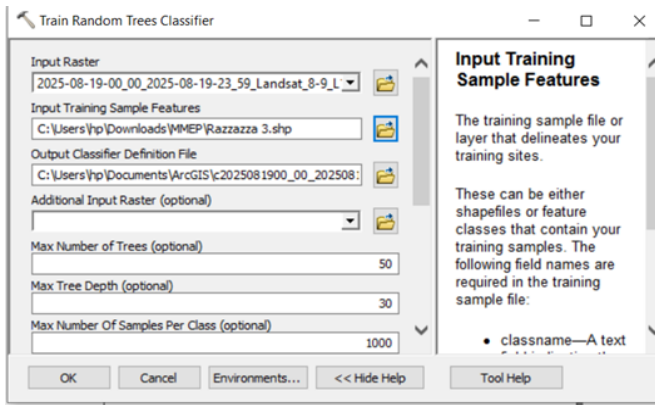 Train Random Trees Classifier
Input Raster
2025-08-19-00_00_2025-08-19-23_59_Landsat_8-9_L
Input Training Sample Features
C:\Users\hp\Downloads\MMEP\Razzazza 3.shp
Output Classifier Definition File
C:\Users\hp\Documents\ArcGIS\c2025081900_00_202508
Additional Input Raster (optional)
Max Number of Trees (optional)
50
Max Tree Depth (optional)
30
Max Number Of Samples Per Class (optional)
1000
OK
Cancel
Environments...
<< Hide Help
Tool Help
Input Training
Sample Features
The training sample file or
layer that delineates your
training sites.
These can be either
shapefiles or feature
classes that contain your
training samples. The
following field names are
required in the training
sample file:
• classname—A text